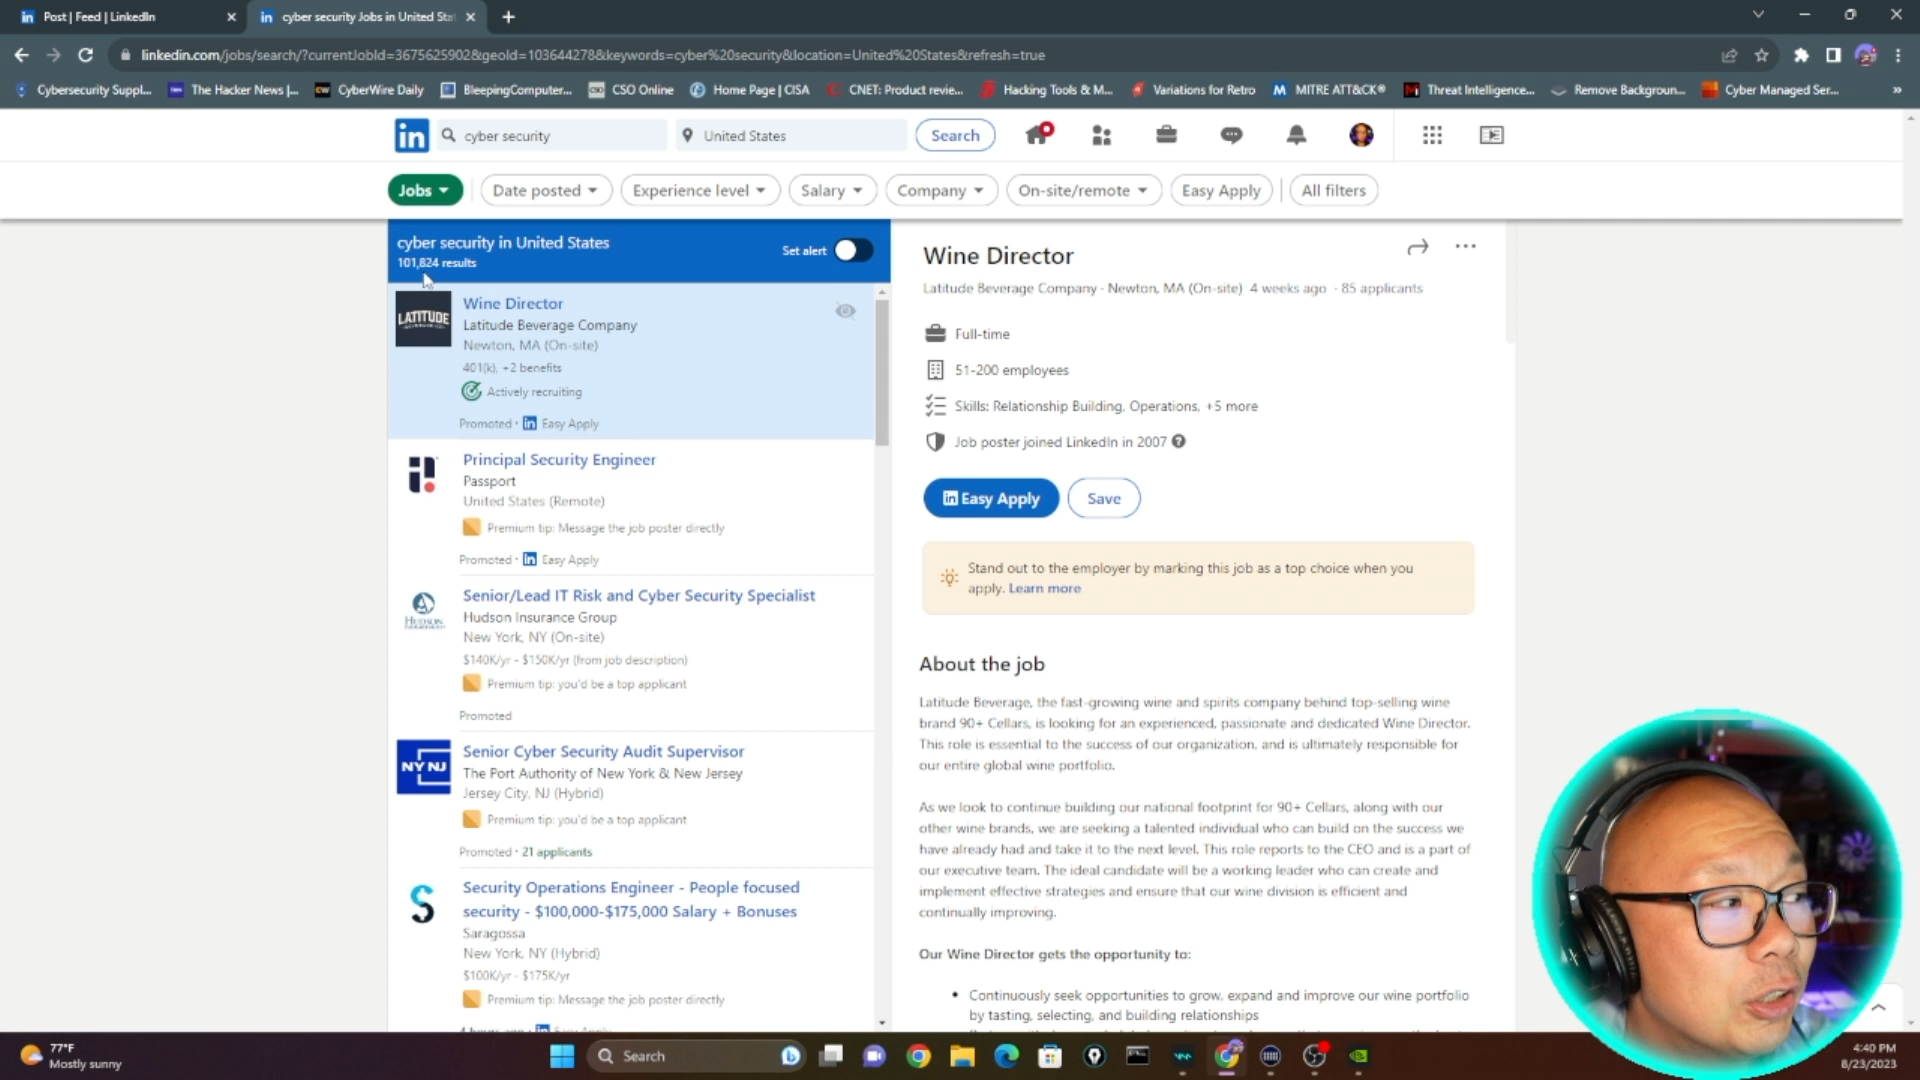 Post | Feed | LinkedIn
cyber security Jobs in United Sta
linkedin.com/jobs/search/?currentJobId=3675625902&geoId=103644278&keywords=cyber%20security&location=United%20States&refresh=true
Cybersecurity Suppl...
The Hacker News |...
CyberWire Daily
BleepingComputer...
CSO Online
Home Page | CISA
CNET: Product revie...
Hacking Tools & M...
Variations for Retro
MITRE ATT&CK®
Threat Intelligence...
Remove Backgroun...
Cyber Managed Ser...
»
in
cyber security
United States
Search
Jobs
Date posted
Experience level
Salary
Company
On-site/remote
Easy Apply
All filters
cyber security in United States
101,824 results
Set alert
LATITUDE
Wine Director
Latitude Beverage Company
Newton, MA (On-site)
401(k), +2 benefits
Actively recruiting
Promoted · in Easy Apply
Principal Security Engineer
Passport
United States (Remote)
Premium tip: Message the job poster directly
Promoted · in Easy Apply
HUDSON
Senior/Lead IT Risk and Cyber Security Specialist
Hudson Insurance Group
New York, NY (On-site)
$140K/yr - $150K/yr (from job description)
Premium tip: you'd be a top applicant
Promoted
NY NJ
Senior Cyber Security Audit Supervisor
The Port Authority of New York & New Jersey
Jersey City, NJ (Hybrid)
Premium tip: you'd be a top applicant
Promoted · 21 applicants
Security Operations Engineer - People focused
security - $100,000-$175,000 Salary + Bonuses
Saragossa
New York, NY (Hybrid)
$100K/yr - $175K/yr
Premium tip: Message the job poster directly
4 hours ago · in Easy Apply
Wine Director
Latitude Beverage Company · Newton, MA (On-site) 4 weeks ago · 85 applicants
Full-time
51-200 employees
Skills: Relationship Building, Operations, +5 more
Job poster joined LinkedIn in 2007
in Easy Apply
Save
Stand out to the employer by marking this job as a top choice when you
apply. Learn more
About the job
Latitude Beverage, the fast-growing wine and spirits company behind top-selling wine
brand 90+ Cellars, is looking for an experienced, passionate and dedicated Wine Director.
This role is essential to the success of our organization, and is ultimately responsible for
our entire global wine portfolio.
As we look to continue building our national footprint for 90+ Cellars, along with our
other wine brands, we are seeking a talented individual who can build on the success we
have already had and take it to the next level. This role reports to the CEO and is a part of
our executive team. The ideal candidate will be a working leader who can create and
implement effective strategies and ensure that our wine division is efficient and
continually improving.
Our Wine Director gets the opportunity to:
• Continuously seek opportunities to grow, expand and improve our wine portfolio
by tasting, selecting, and building relationships
77°F
Mostly sunny
Search
4:40 PM
8/23/2023